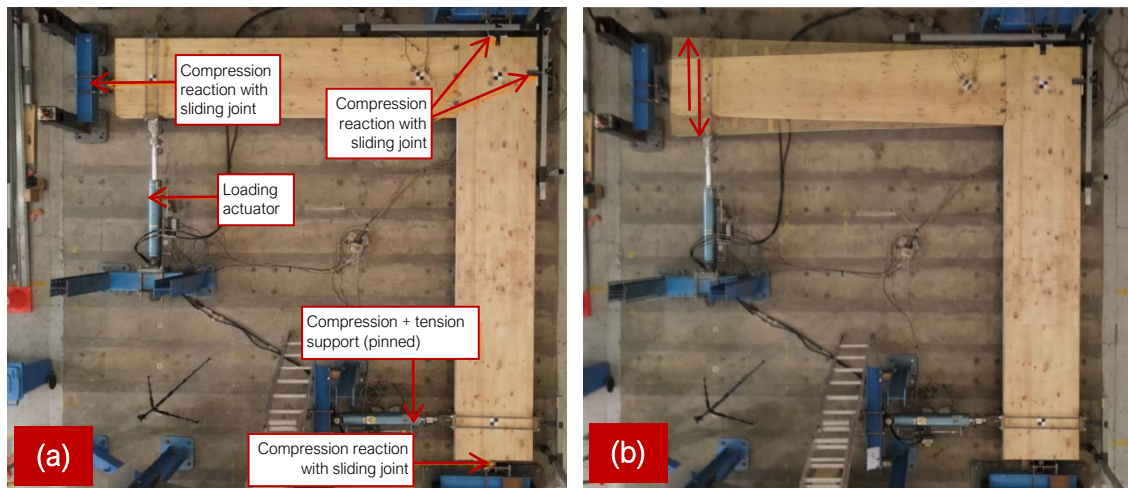 Compression
reaction with
sliding joint
Compression
reaction with
sliding joint
Loading
actuator
Compression + tension
support (pinned)
Compression reaction
with sliding joint
(a)
(b)